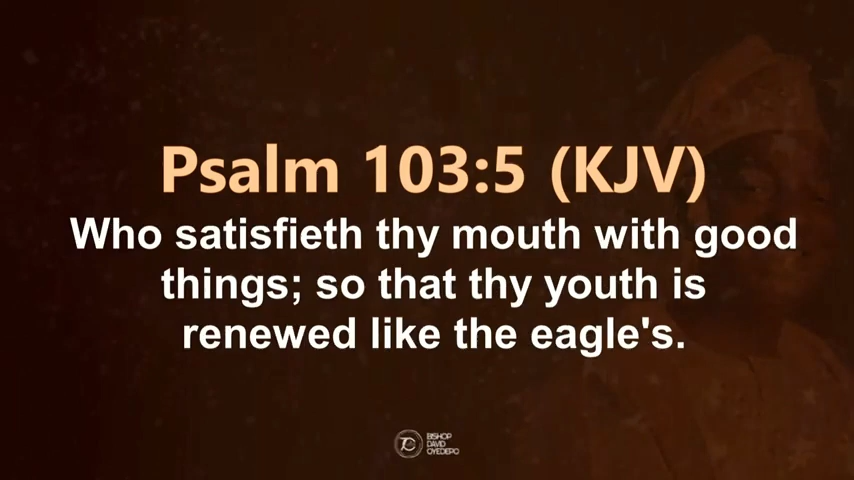 Psalm 103:5 (KJV)
Who satisfieth thy mouth with good
things; so that thy youth is
renewed like the eagle's.
BISHOP
DAVID
OYEDEPO